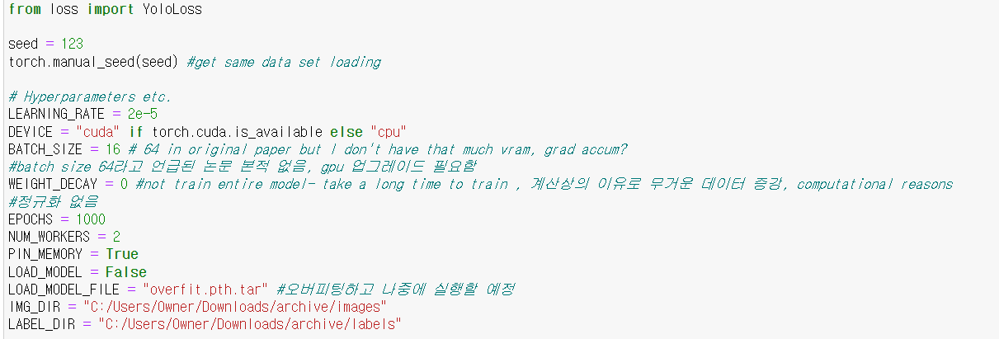 from loss import YoloLoss
seed = 123
torch.manual_seed(seed) #get same data set loading
# Hyperparameters etc.
LEARNING_RATE = 2e-5
DEVICE = "cuda" if torch.cuda.is_available else "cpu"
BATCH_SIZE = 16 # 64 in original paper but I don't have that much vram, grad accum?
#batch size 64라고 언급된 논문 본적 없음, gpu 업그레이드 필요함
WEIGHT_DECAY = 0 #not train entire model- take a long time to train , 계산상의 이유로 무거운 데이터 증강, computational reasons
#정규화 없음
EPOCHS = 1000
NUM_WORKERS = 2
PIN_MEMORY = True
LOAD_MODEL = False
LOAD_MODEL_FILE = "overfit.pth.tar" #오버피팅하고 나중에 실행할 예정
IMG_DIR = "C:/Users/Owner/Downloads/archive/images"
LABEL_DIR = "C:/Users/Owner/Downloads/archive/labels"